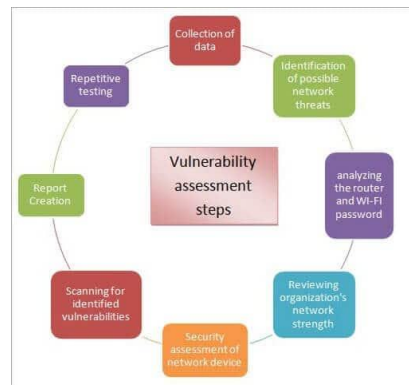 Collection of
data
Identification
of possible
network
threats
analyzing
the router
and WI-FI
password
Reviewing
organization's
network
strength
Security
assessment of
network device
Scanning for
identified
vulnerabilities
Report
Creation
Repetitive
testing
Vulnerability
assessment
steps